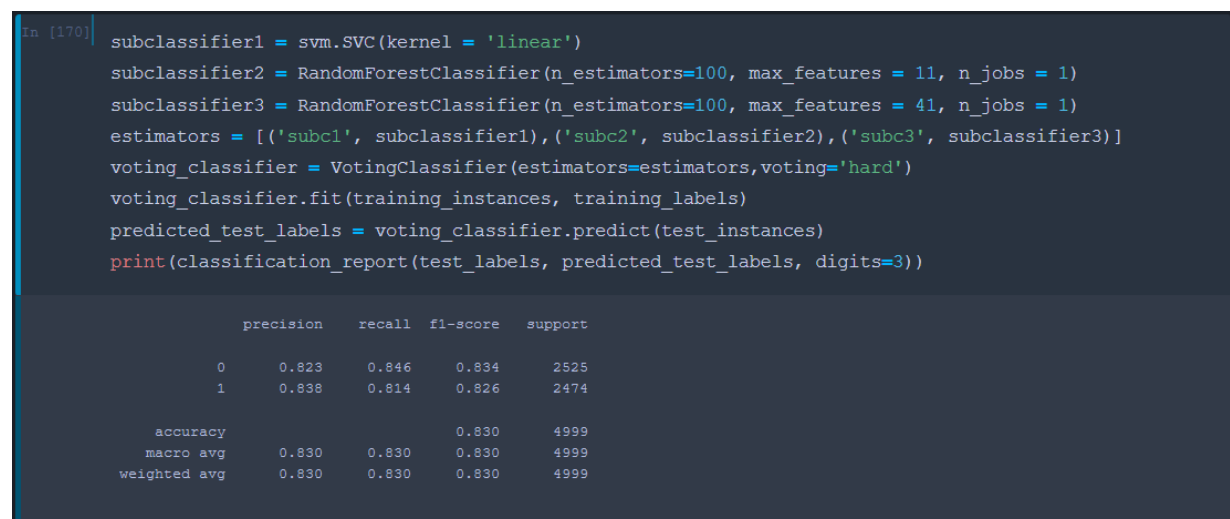 In [170]
subclassifier1 = svm.SVC(kernel = 'linear')
subclassifier2 = RandomForestClassifier(n_estimators=100, max_features = 11, n_jobs = 1)
subclassifier3 = RandomForestClassifier(n_estimators=100, max_features = 41, n_jobs = 1)
estimators = [('subc1', subclassifier1),('subc2', subclassifier2),('subc3', subclassifier3)]
voting_classifier = VotingClassifier(estimators=estimators,voting='hard')
voting_classifier.fit(training_instances, training_labels)
predicted_test_labels = voting_classifier.predict(test_instances)
print(classification_report(test_labels, predicted_test_labels, digits=3))
precision recall f1-score support
0 0.823 0.846 0.834 2525
1 0.838 0.814 0.826 2474
accuracy 0.830 4999
macro avg 0.830 0.830 0.830 4999
weighted avg 0.830 0.830 0.830 4999